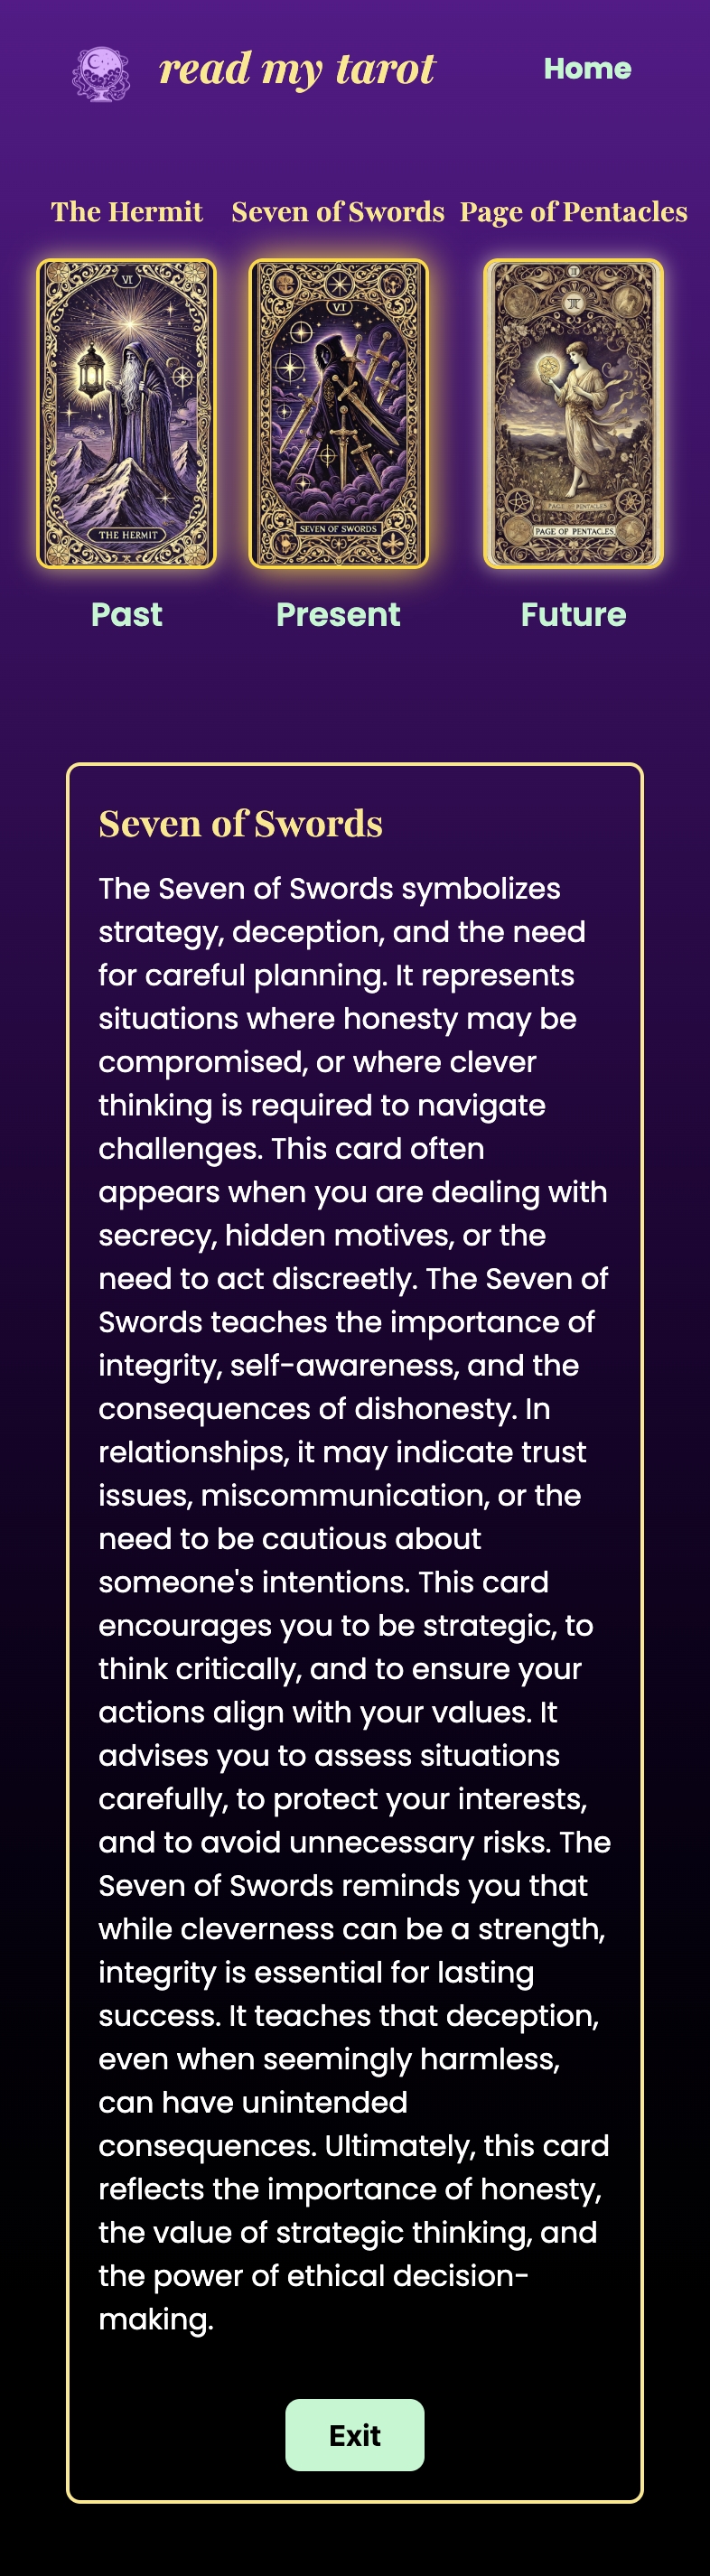 read my tarot
Home
The Hermit
Seven of Swords
Page of Pentacles
VI
THE HERMIT
VI
SEVEN OF SWORDS
II
PAGE OF PENTACLES
PAGE OF PENTACLES
Past
Present
Future
Seven of Swords
The Seven of Swords symbolizes
strategy, deception, and the need
for careful planning. It represents
situations where honesty may be
compromised, or where clever
thinking is required to navigate
challenges. This card often
appears when you are dealing with
secrecy, hidden motives, or the
need to act discreetly. The Seven of
Swords teaches the importance of
integrity, self-awareness, and the
consequences of dishonesty. In
relationships, it may indicate trust
issues, miscommunication, or the
need to be cautious about
someone's intentions. This card
encourages you to be strategic, to
think critically, and to ensure your
actions align with your values. It
advises you to assess situations
carefully, to protect your interests,
and to avoid unnecessary risks. The
Seven of Swords reminds you that
while cleverness can be a strength,
integrity is essential for lasting
success. It teaches that deception,
even when seemingly harmless,
can have unintended
consequences. Ultimately, this card
reflects the importance of honesty,
the value of strategic thinking, and
the power of ethical decision-
making.
Exit